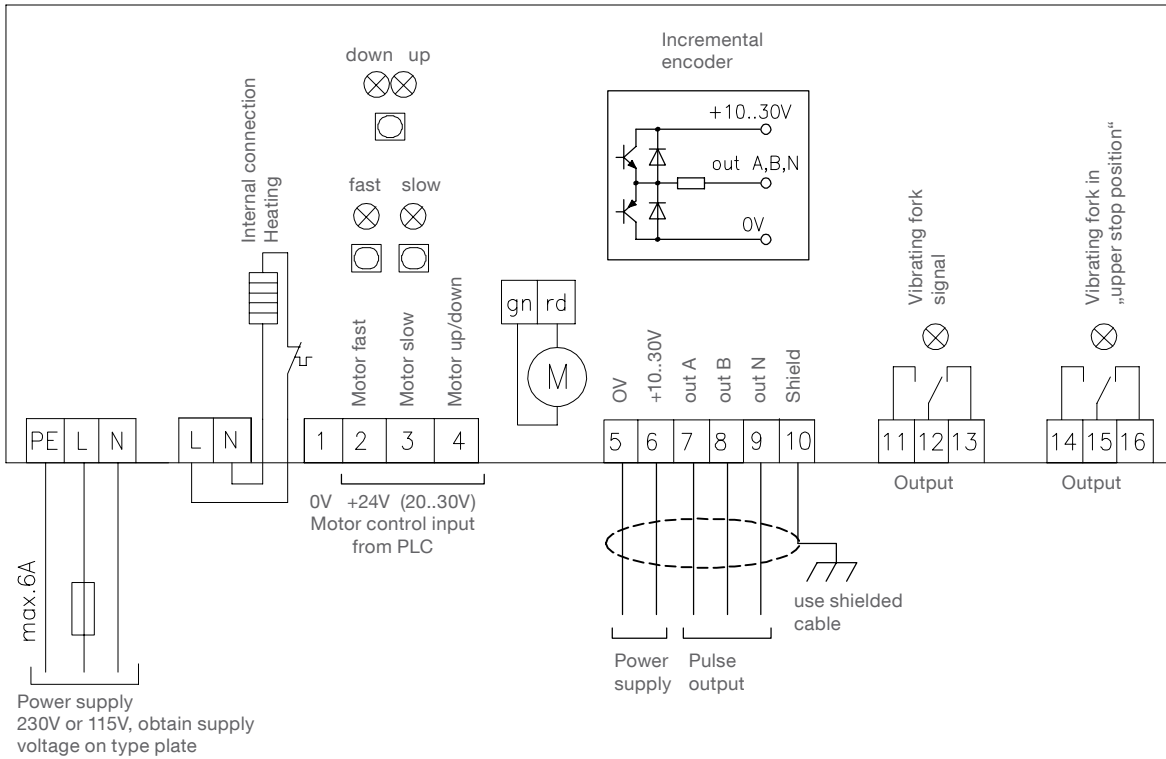 down up
fast slow
Internal connection
Heating
Incremental
encoder
+10..30V
out A,B,N
0V
Vibrating fork
signal
Vibrating fork in
„upper stop position“
Motor fast
Motor slow
Motor up/down
gn rd
M
0V
+10..30V
out A
out B
out N
Shield
PE L N
L N
1 2 3 4
5 6 7 8 9 10
11 12 13
14 15 16
0V +24V (20..30V)
Motor control input
from PLC
Output
Output
max.6A
use shielded
cable
Power
supply
Pulse
output
Power supply
230V or 115V, obtain supply
voltage on type plate